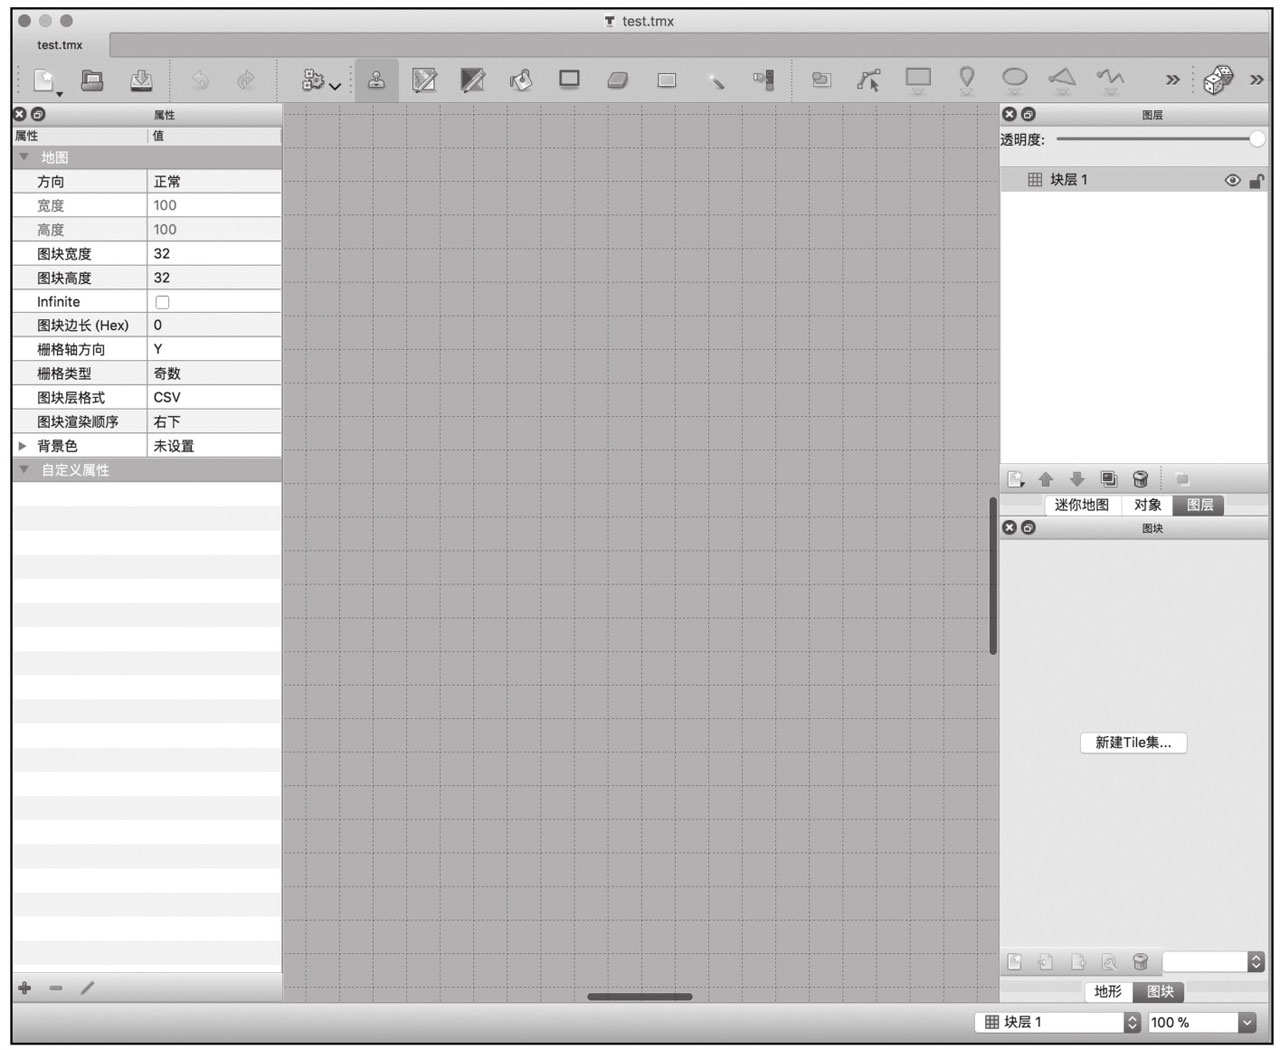 test.tmx
test.tmx
属性
属性 值
地图
方向 正常
宽度 100
高度 100
图块宽度 32
图块高度 32
Infinite
图块边长 (Hex) 0
栅格轴方向 Y
栅格类型 奇数
图块层格式 CSV
图块渲染顺序 右下
背景色 未设置
自定义属性
图层
透明度:
块层 1
迷你地图 对象 图层
图块
新建Tile集...
地形 图块
块层 1 100 %